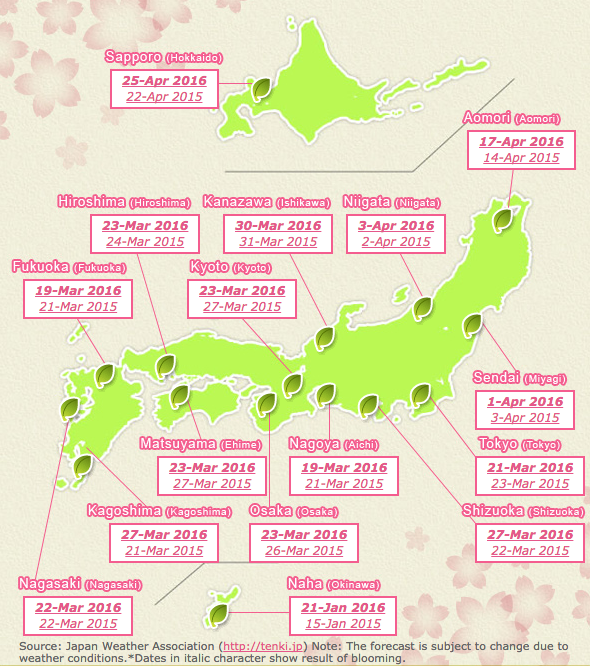 Sapporo (Hokkaido)
25-Apr 2016
22-Apr 2015
Aomori (Aomori)
17-Apr 2016
14-Apr 2015
Hiroshima (Hiroshima)
23-Mar 2016
24-Mar 2015
Kanazawa (Ishikawa)
30-Mar 2016
31-Mar 2015
Niigata (Niigata)
3-Apr 2016
2-Apr 2015
Fukuoka (Fukuoka)
19-Mar 2016
21-Mar 2015
Kyoto (Kyoto)
23-Mar 2016
27-Mar 2015
Sendai (Miyagi)
1-Apr 2016
3-Apr 2015
Matsuyama (Ehime)
23-Mar 2016
27-Mar 2015
Nagoya (Aichi)
19-Mar 2016
21-Mar 2015
Tokyo (Tokyo)
21-Mar 2016
23-Mar 2015
Kagoshima (Kagoshima)
27-Mar 2016
21-Mar 2015
Osaka (Osaka)
23-Mar 2016
26-Mar 2015
Shizuoka (Shizuoka)
27-Mar 2016
22-Mar 2015
Nagasaki (Nagasaki)
22-Mar 2016
22-Mar 2015
Naha (Okinawa)
21-Jan 2016
15-Jan 2015
Source: Japan Weather Association (http://tenki.jp) Note: The forecast is subject to change due to
weather conditions.*Dates in italic character show result of blooming.